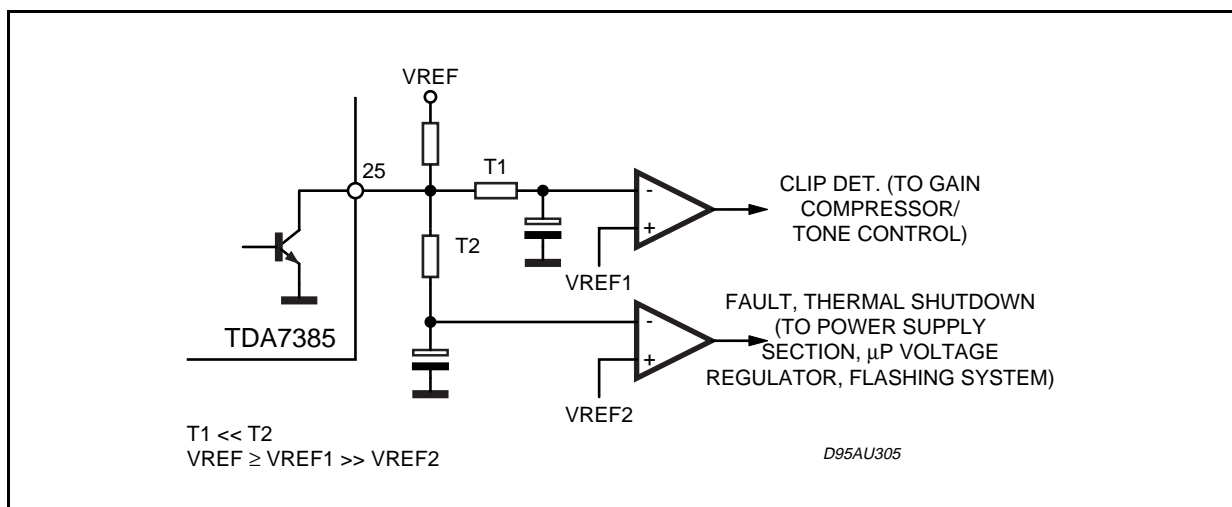 VREF
25
T1
-
+
VREF1
CLIP DET. (TO GAIN
COMPRESSOR/
TONE CONTROL)
T2
-
+
VREF2
FAULT, THERMAL SHUTDOWN
(TO POWER SUPPLY
SECTION, μP VOLTAGE
REGULATOR, FLASHING SYSTEM)
TDA7385
T1 << T2
VREF ≥ VREF1 >> VREF2
D95AU305